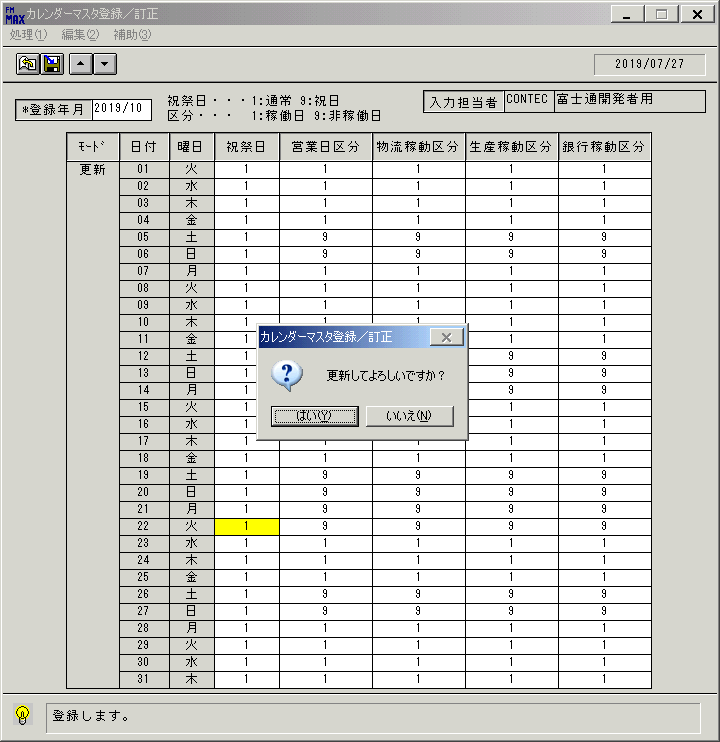 FM MAX カレンダーマスタ登録／訂正
処理(1) 編集(2) 補助(3)
2019/07/27
*登録年月 2019/10 祝祭日・・・1:通常 9:祝日 入力担当者 CONTEC 富士通開発者用
区分・・・ 1:稼働日 9:非稼働日
ﾓｰﾄﾞ 日付 曜日 祝祭日 営業日区分 物流稼動区分 生産稼動区分 銀行稼動区分
更新 01 火 1 1 1 1 1
02 水 1 1 1 1 1
03 木 1 1 1 1 1
04 金 1 1 1 1 1
05 土 1 9 9 9 9
06 日 1 9 9 9 9
07 月 1 1 1 1 1
08 火 1 1 1 1 1
09 水 1 1 1 1 1
10 木 1 1 1 1 1
11 金 1 1 1
12 土 1 9 9
13 日 1 9 9
14 月 1 9 9
15 火 1 1 1
16 水 1 1 1
17 木 1 1 1 1 1
18 金 1 1 1 1 1
19 土 1 9 9 9 9
20 日 1 9 9 9 9
21 月 1 9 9 9 9
22 火 1 9 9 9 9
23 水 1 1 1 1 1
24 木 1 1 1 1 1
25 金 1 1 1 1 1
26 土 1 9 9 9 9
27 日 1 9 9 9 9
28 月 1 1 1 1 1
29 火 1 1 1 1 1
30 水 1 1 1 1 1
31 木 1 1 1 1 1
カレンダーマスタ登録／訂正
更新してよろしいですか？
はい(Y) いいえ(N)
登録します。